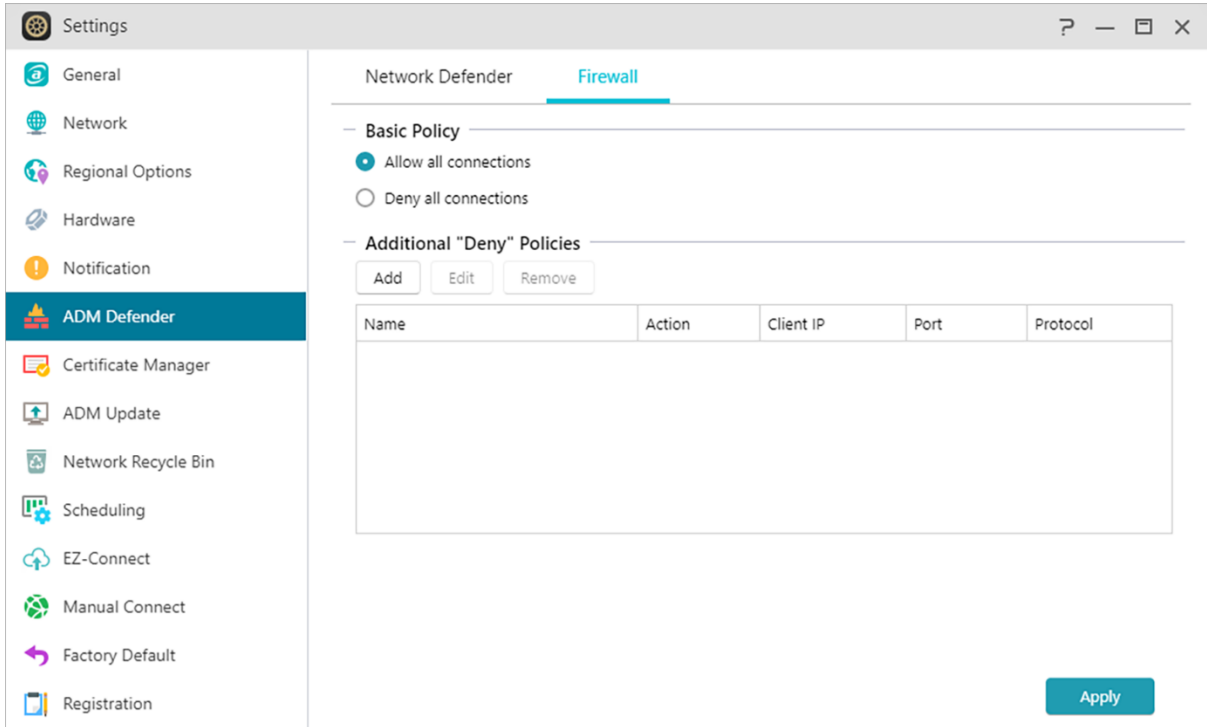 Settings
General
Network
Regional Options
Hardware
Notification
ADM Defender
Certificate Manager
ADM Update
Network Recycle Bin
Scheduling
EZ-Connect
Manual Connect
Factory Default
Registration
Network Defender Firewall
Basic Policy
Allow all connections
Deny all connections
Additional "Deny" Policies
Add Edit Remove
Name Action Client IP Port Protocol
Apply